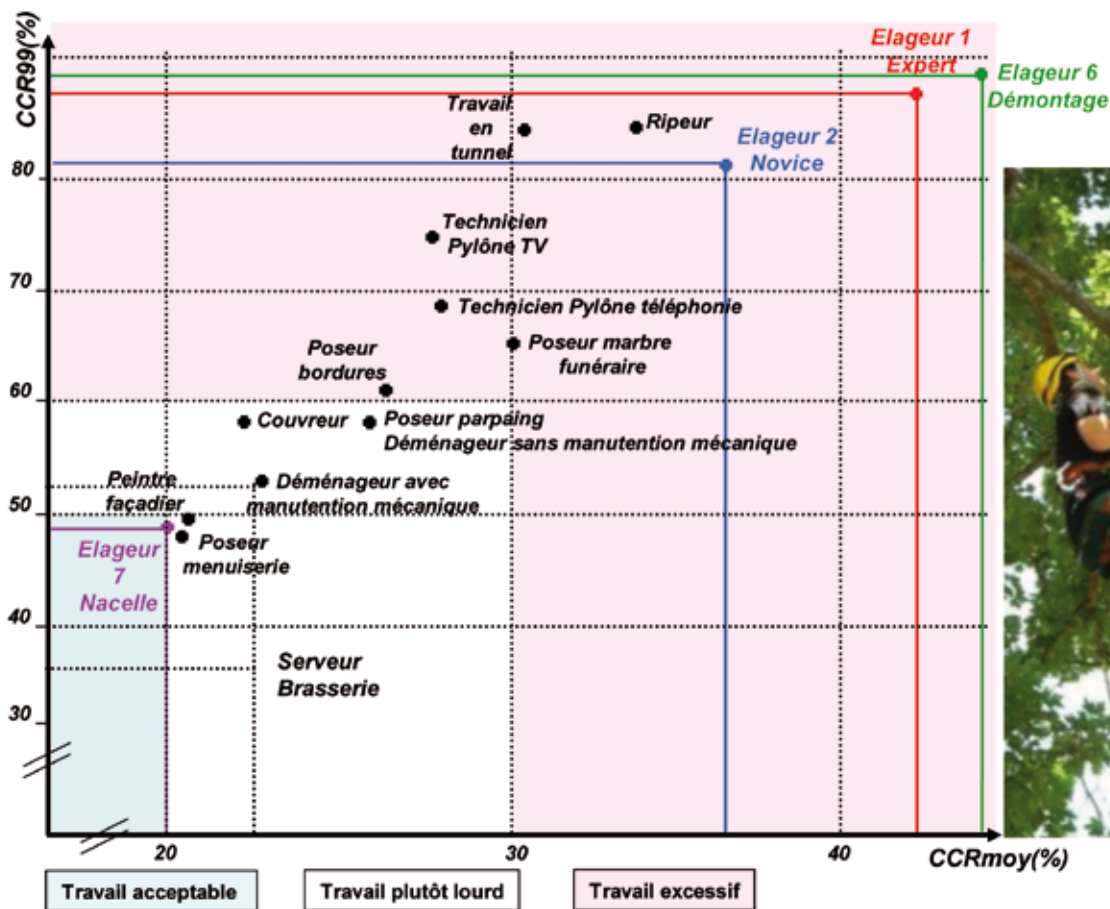 CCR99(%)
Elageur 1
Expert
Elageur 6
Démontage
Travail
en
tunnel
Ripeur
Elageur 2
Novice
80
Technicien
Pylône TV
70
Technicien Pylône téléphonie
Poseur
bordures
Poseur marbre
funéraire
60
Couvreur
Poseur parpaing
Déménageur sans manutention mécanique
Peintre
façadier
Déménageur avec
manutention mécanique
50
Elageur
7
Nacelle
Poseur
menuiserie
40
Serveur
Brasserie
30
20
30
40
CCRmoy(%)
Travail acceptable
Travail plutôt lourd
Travail excessif